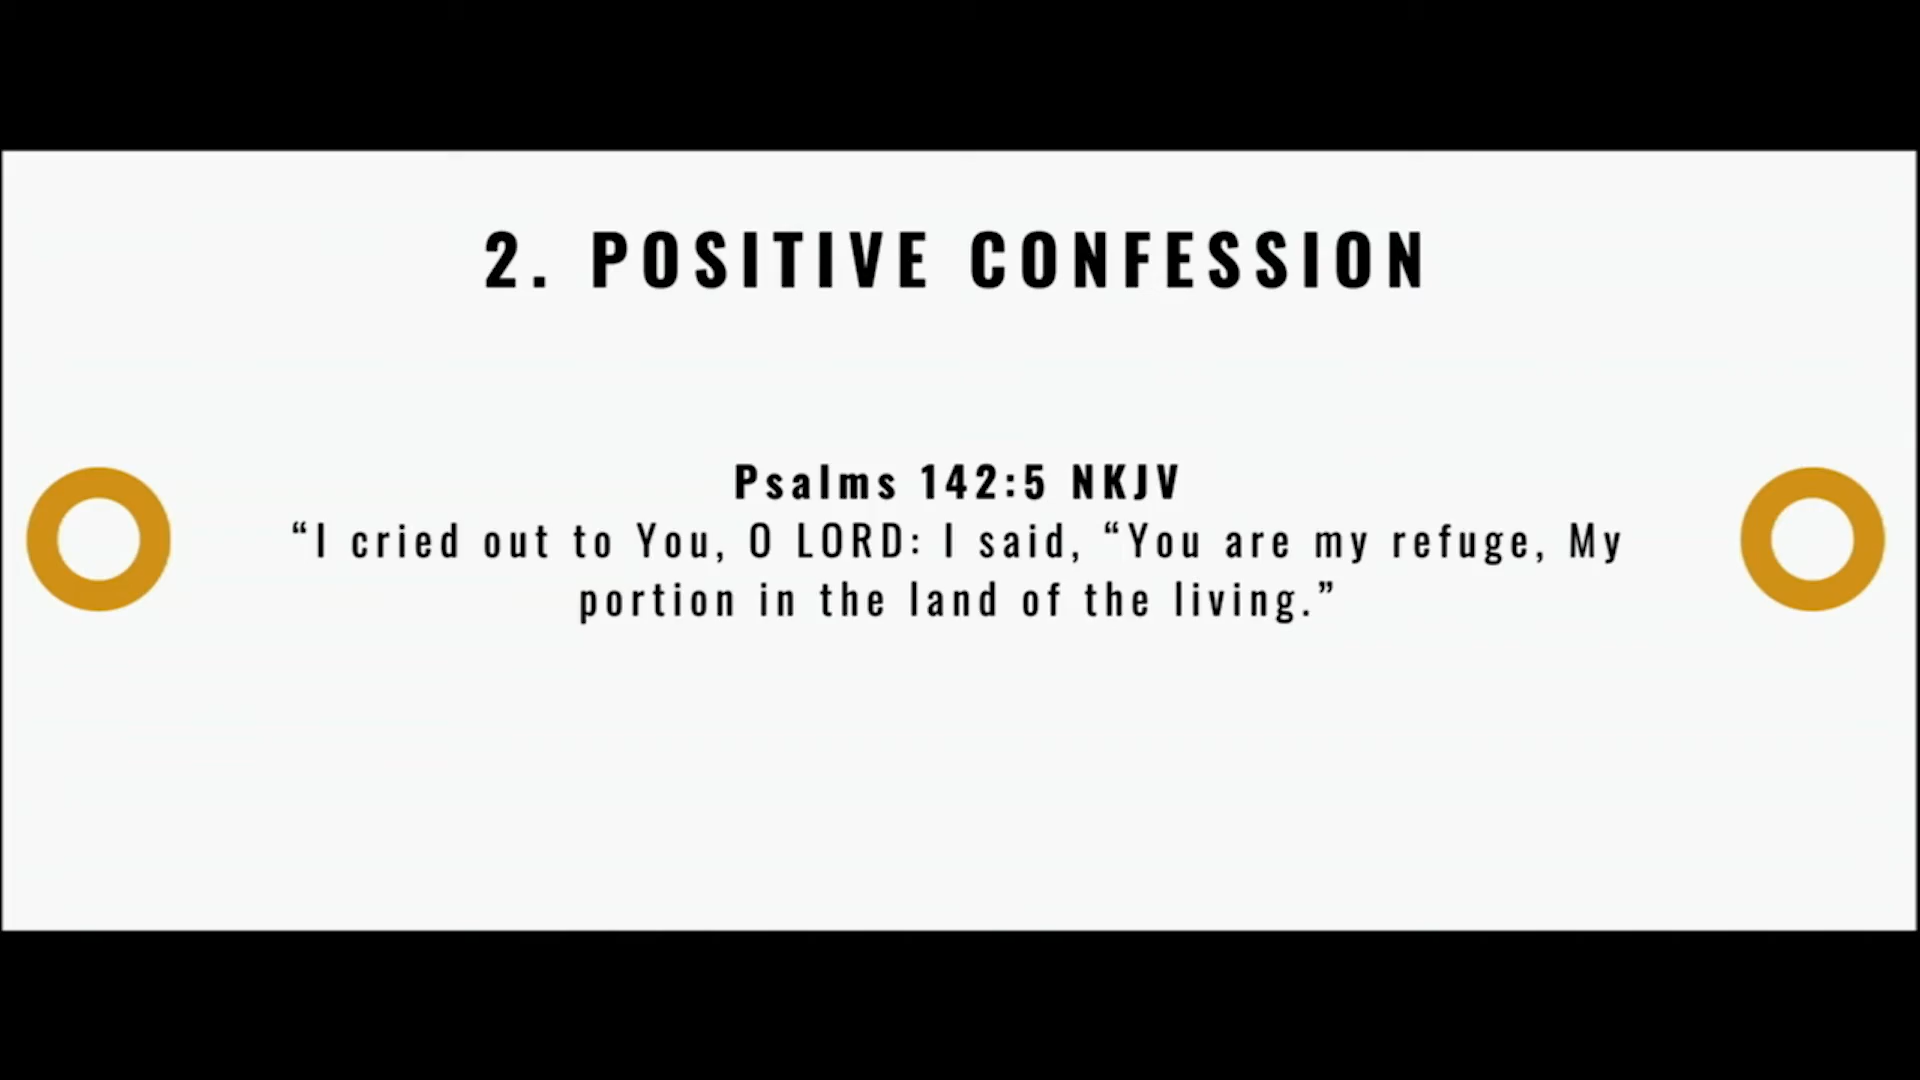 2. POSITIVE CONFESSION
Psalms 142:5 NKJV
“I cried out to You, O LORD: I said, “You are my refuge, My
portion in the land of the living.”